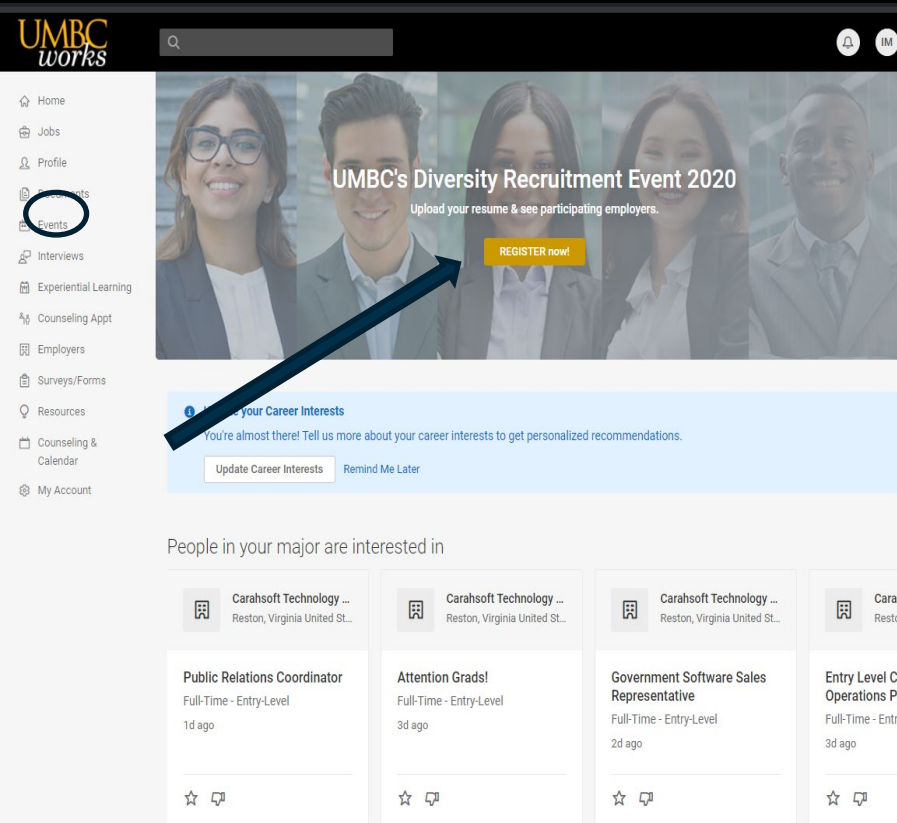 UMBC
works
IM
Home
Jobs
Profile
Documents
Events
Interviews
Experiential Learning
Counseling Appt
Employers
Surveys/Forms
Resources
Counseling &
Calendar
My Account
UMBC's Diversity Recruitment Event 2020
Upload your resume & see participating employers.
REGISTER now!
your Career Interests
You're almost there! Tell us more about your career interests to get personalized recommendations.
Update Career Interests Remind Me Later
People in your major are interested in
Carahsoft Technology ...
Reston, Virginia United St...
Public Relations Coordinator
Full-Time - Entry-Level
1d ago
Carahsoft Technology ...
Reston, Virginia United St...
Attention Grads!
Full-Time - Entry-Level
3d ago
Carahsoft Technology ...
Reston, Virginia United St...
Government Software Sales
Representative
Full-Time - Entry-Level
2d ago
Cara
Resto
Entry Level C
Operations P
Full-Time - Entr
3d ago